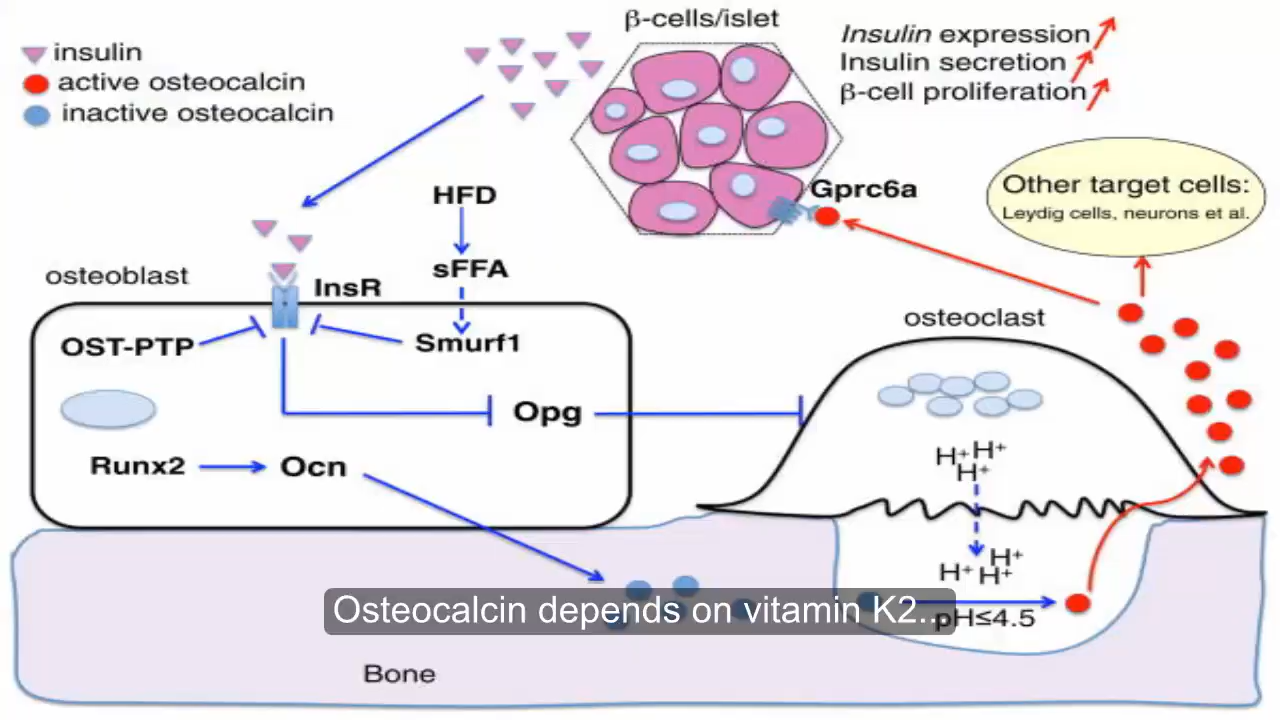 insulin
active osteocalcin
inactive osteocalcin
β-cells/islet
Insulin expression
Insulin secretion
β-cell proliferation
Other target cells:
Leydig cells, neurons et al.
Gprc6a
HFD
sFFA
osteoblast
InsR
OST-PTP
Smurf1
Opg
Runx2
Ocn
osteoclast
H⁺ H⁺
H⁺
H⁺
H⁺ H⁺
pH≤4.5
Osteocalcin depends on vitamin K2..
Bone